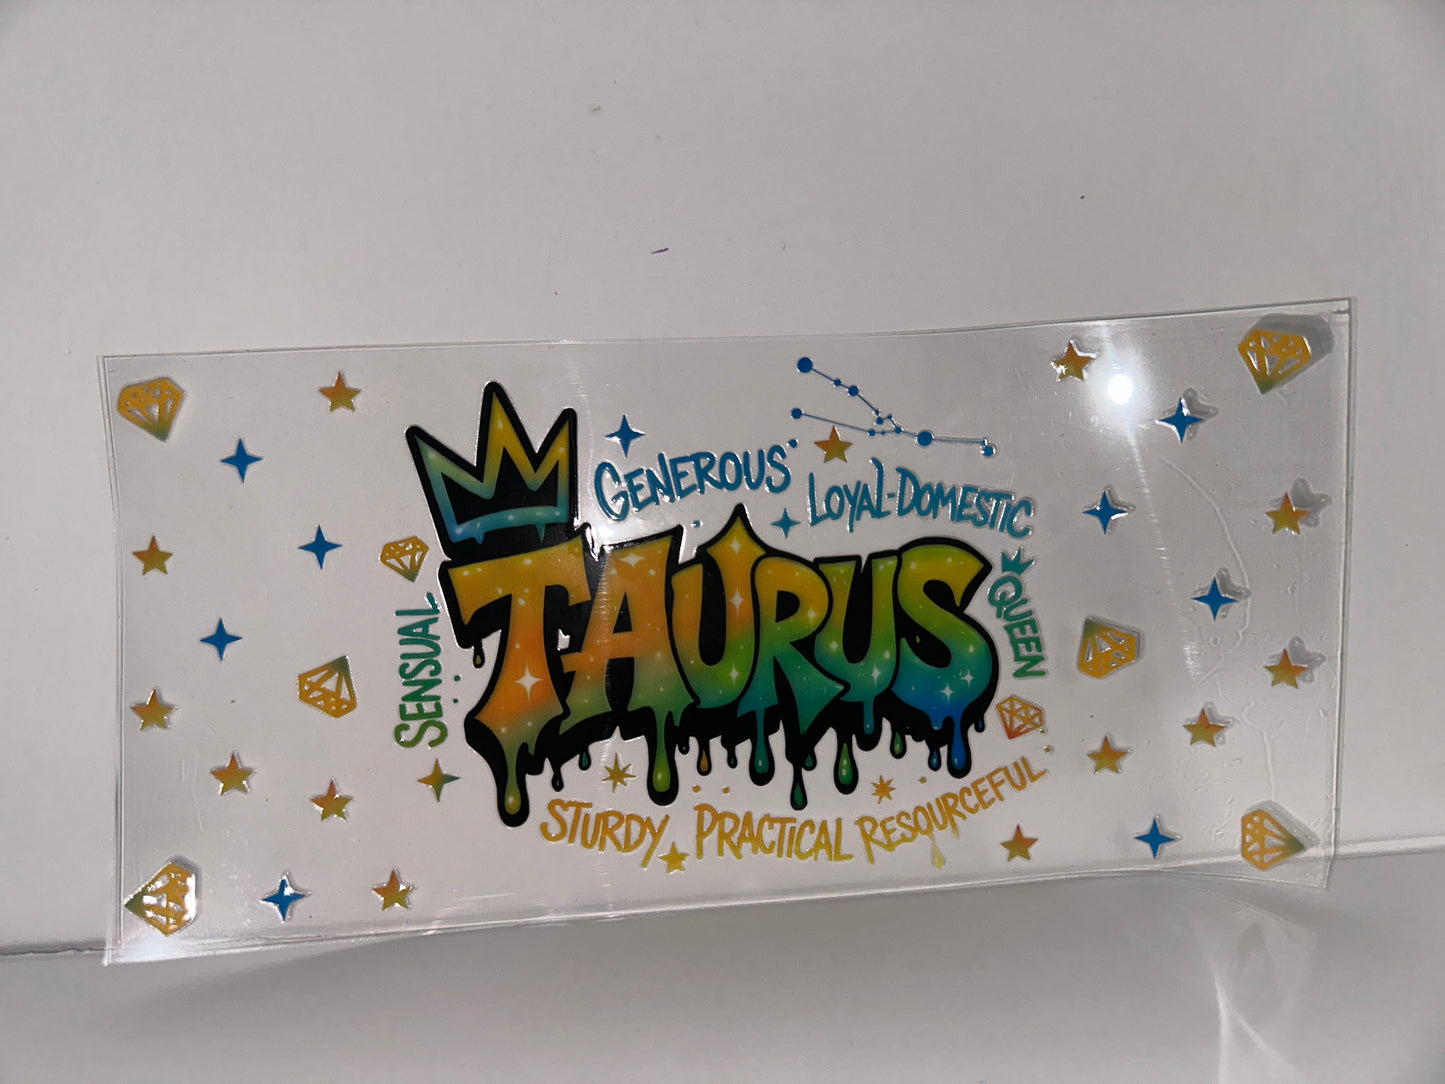 GENEROUS
LOYAL-DOMESTIC
QUEEN
TAURUS
SENSUAL
STURDY PRACTICAL RESOURCEFUL